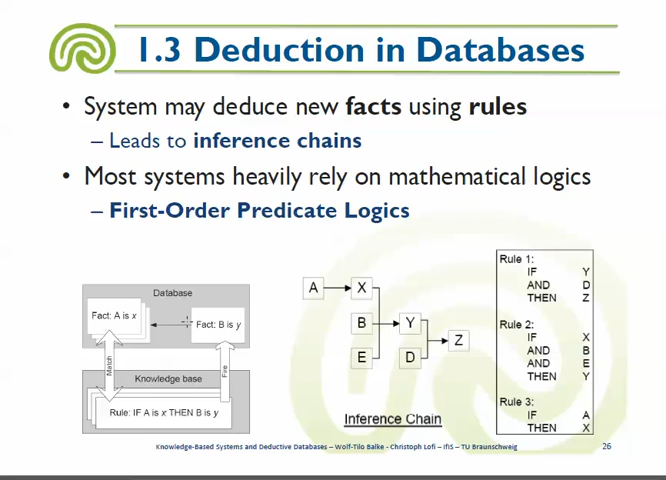 1.3 Deduction in Databases
• System may deduce new facts using rules
– Leads to inference chains
• Most systems heavily rely on mathematical logics
– First-Order Predicate Logics
Database
Fact: A is x
Fact: B is y
Match
Fire
Knowledge base
Rule: IF A is x THEN B is y
A
X
B
Y
E
D
Z
Inference Chain
Rule 1:
IF Y
AND D
THEN Z
Rule 2:
IF X
AND B
AND E
THEN Y
Rule 3:
IF A
THEN X
Knowledge-Based Systems and Deductive Databases – Wolf-Tilo Balke - Christoph Lofi – IfIS – TU Braunschweig
26